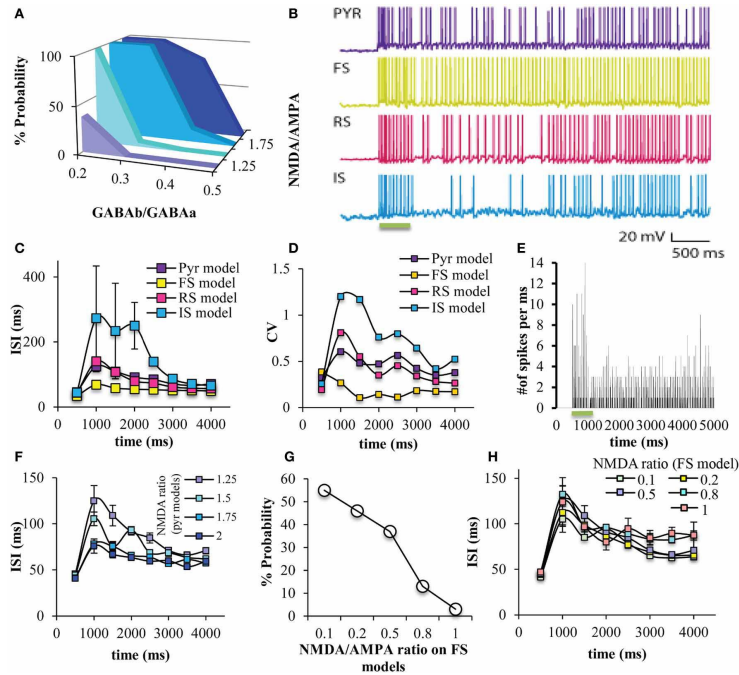 A
% Probability
100
50
0
0.2
0.3
0.4
0.5
1.25
1.75
GABAb/GABAa
NMDA/AMPA
B
PYR
FS
RS
IS
20 mV
500 ms
C
ISI (ms)
400
200
0
0 1000 2000 3000 4000
time (ms)
Pyr model
FS model
RS model
IS model
D
CV
1.5
1
0.5
0
0 1000 2000 3000 4000
time (ms)
Pyr model
FS model
RS model
IS model
E
#of spikes per ms
14
12
10
8
6
4
2
0
0 1000 2000 3000 4000 5000
time (ms)
F
ISI (ms)
150
100
50
0
0 1000 2000 3000 4000
time (ms)
NMDA ratio
(pyr models)
1.25
1.5
1.75
2
G
% Probability
60
50
40
30
20
10
0
0.1 0.2 0.5 0.8 1
NMDA/AMPA ratio on FS
models
H
NMDA ratio (FS model)
0.1 0.2
0.5 0.8
1
ISI (ms)
150
100
50
0
0 1000 2000 3000 4000
time (ms)